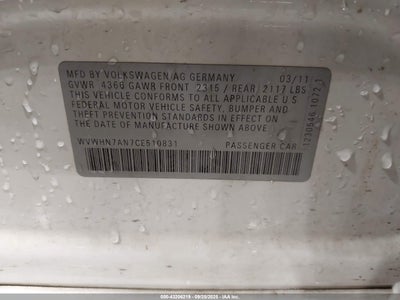 MFD BY VOLKSWAGEN AG GERMANY 03/11
GVWR 4366 GAWR FRONT 2315 / REAR 2117 LBS
THIS VEHICLE CONFORMS TO ALL APPLICABLE U S
FEDERAL MOTOR VEHICLE SAFETY, BUMPER AND
THEFT PREVENTION STANDARDS IN EFFECT ON THE
DATE OF MANUFACTURE SHOWN ABOVE
WVWHN7AN7CE510831 PASSENGER CAR